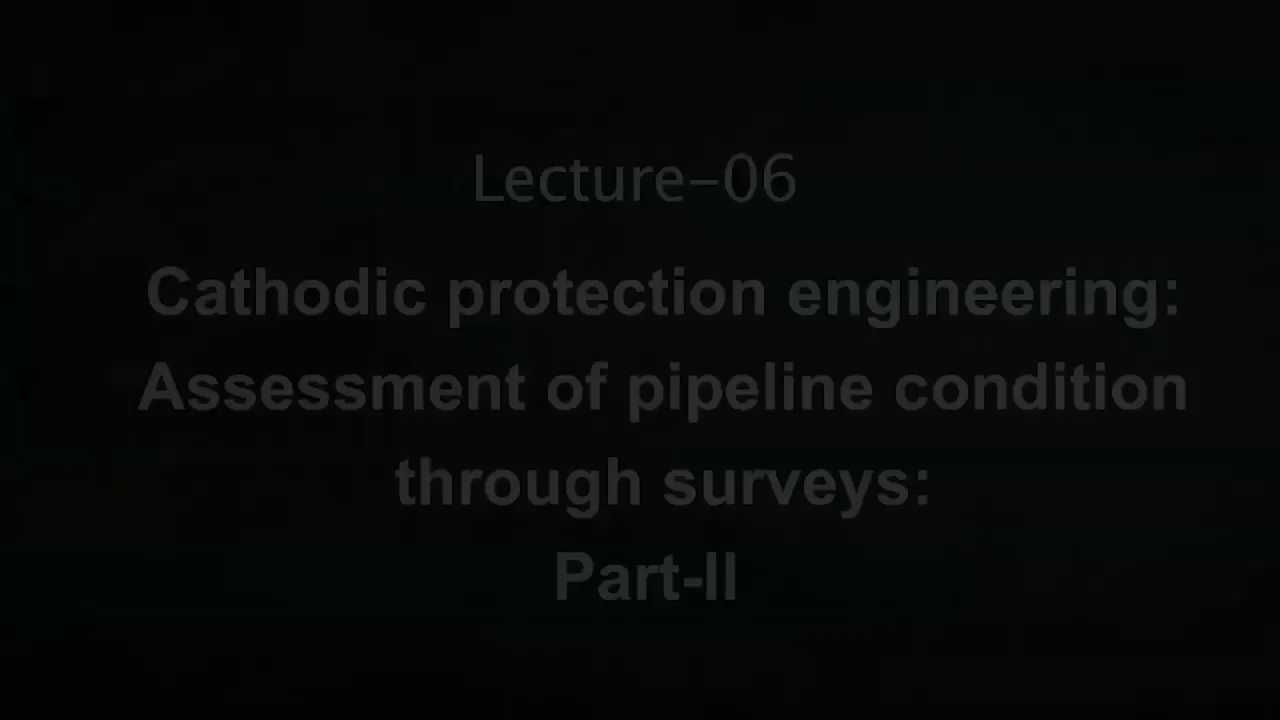 Lecture-06
Cathodic protection engineering:
Assessment of pipeline condition
through surveys:
Part-II